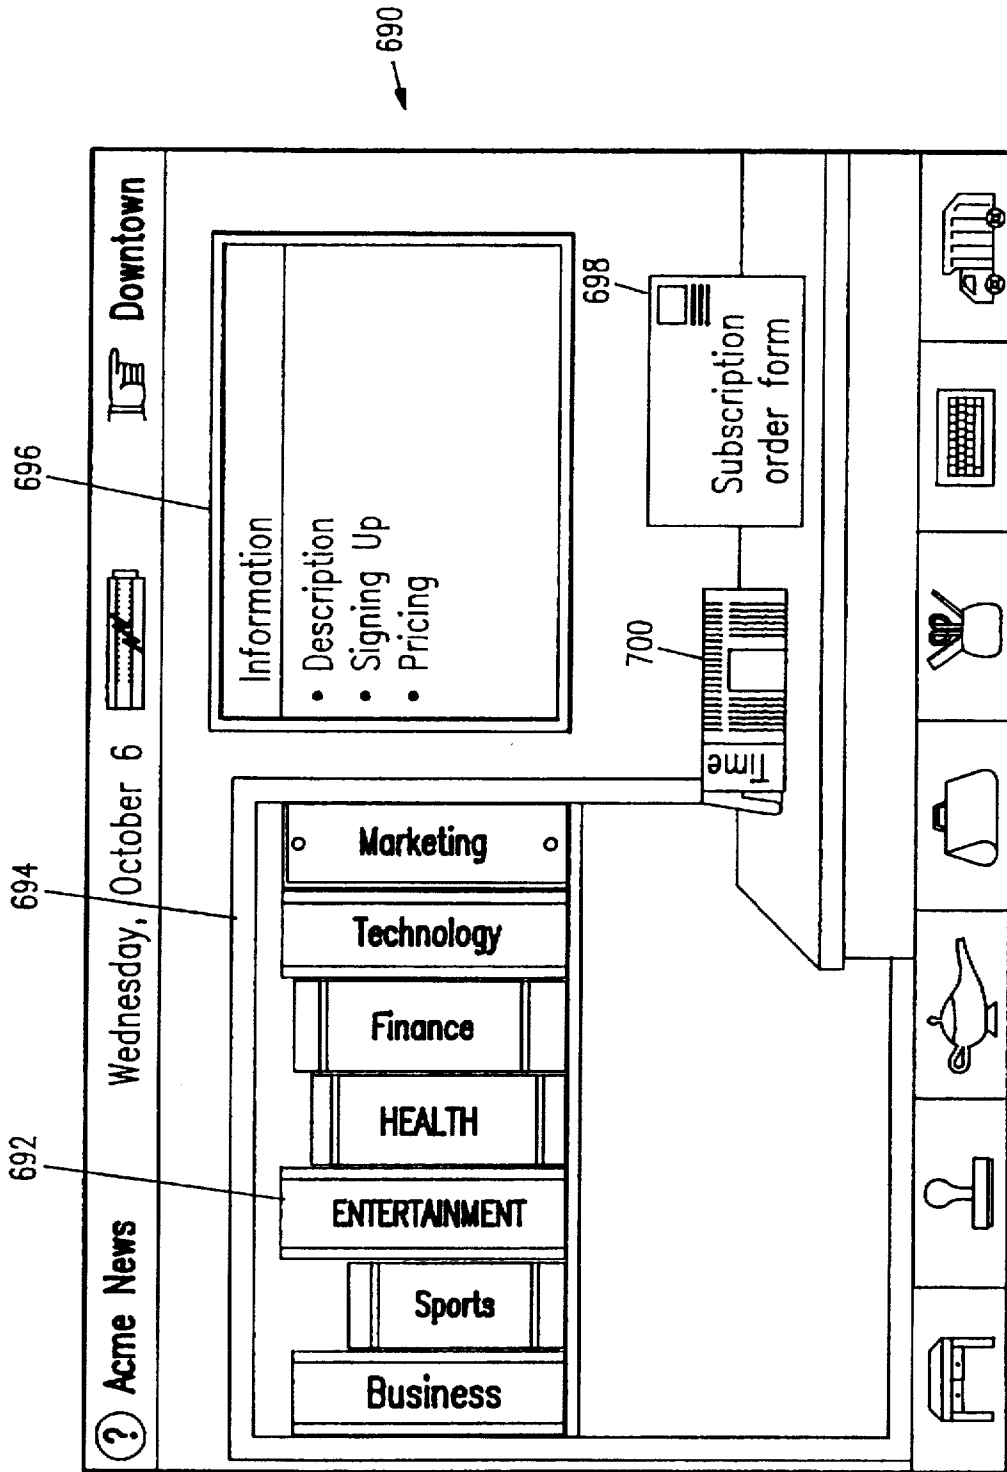 690
696
694
692
? Acme News
Wednesday, October 6
Downtown
Information
• Description
• Signing Up
• Pricing
Business
Sports
ENTERTAINMENT
HEALTH
Finance
Technology
Marketing
698
Subscription
order form
700
Time